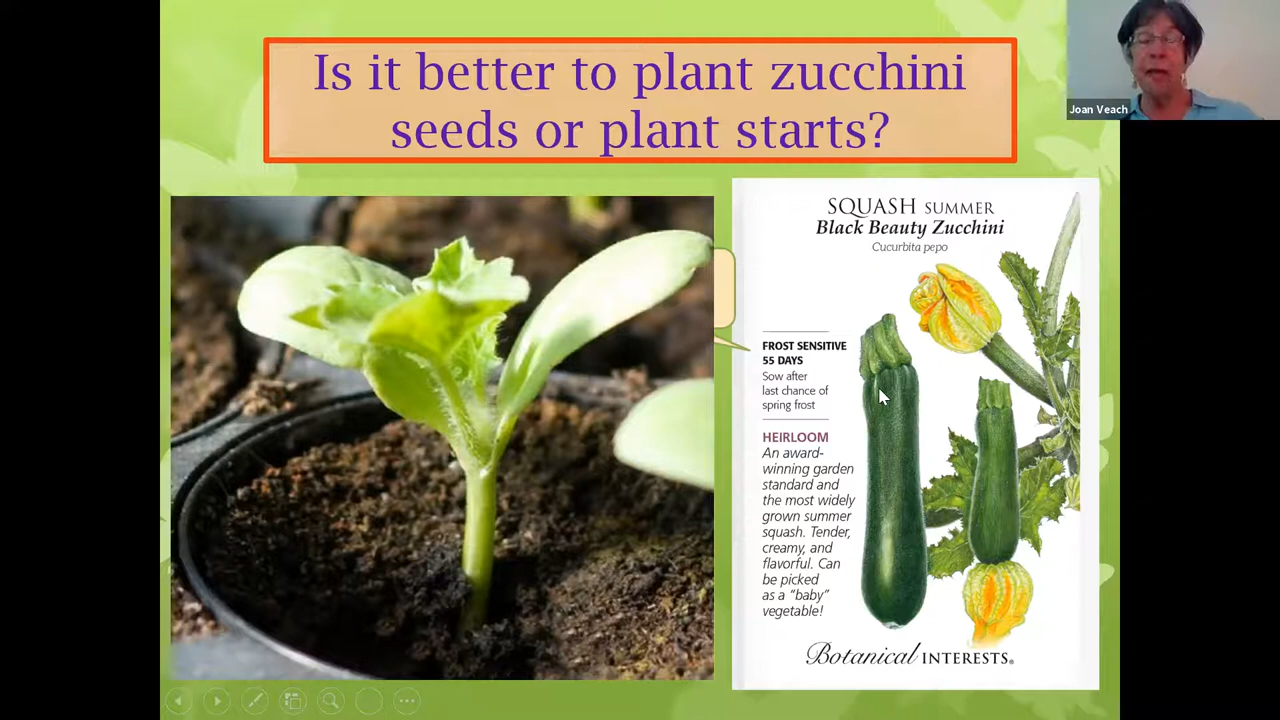 Is it better to plant zucchini
seeds or plant starts?
Joan Veach
SQUASH SUMMER
Black Beauty Zucchini
Cucurbita pepo
FROST SENSITIVE
55 DAYS
Sow after
last chance of
spring frost
HEIRLOOM
An award-
winning garden
standard and
the most widely
grown summer
squash. Tender,
creamy, and
flavorful. Can
be picked
as a “baby”
vegetable!
Botanical INTERESTS®